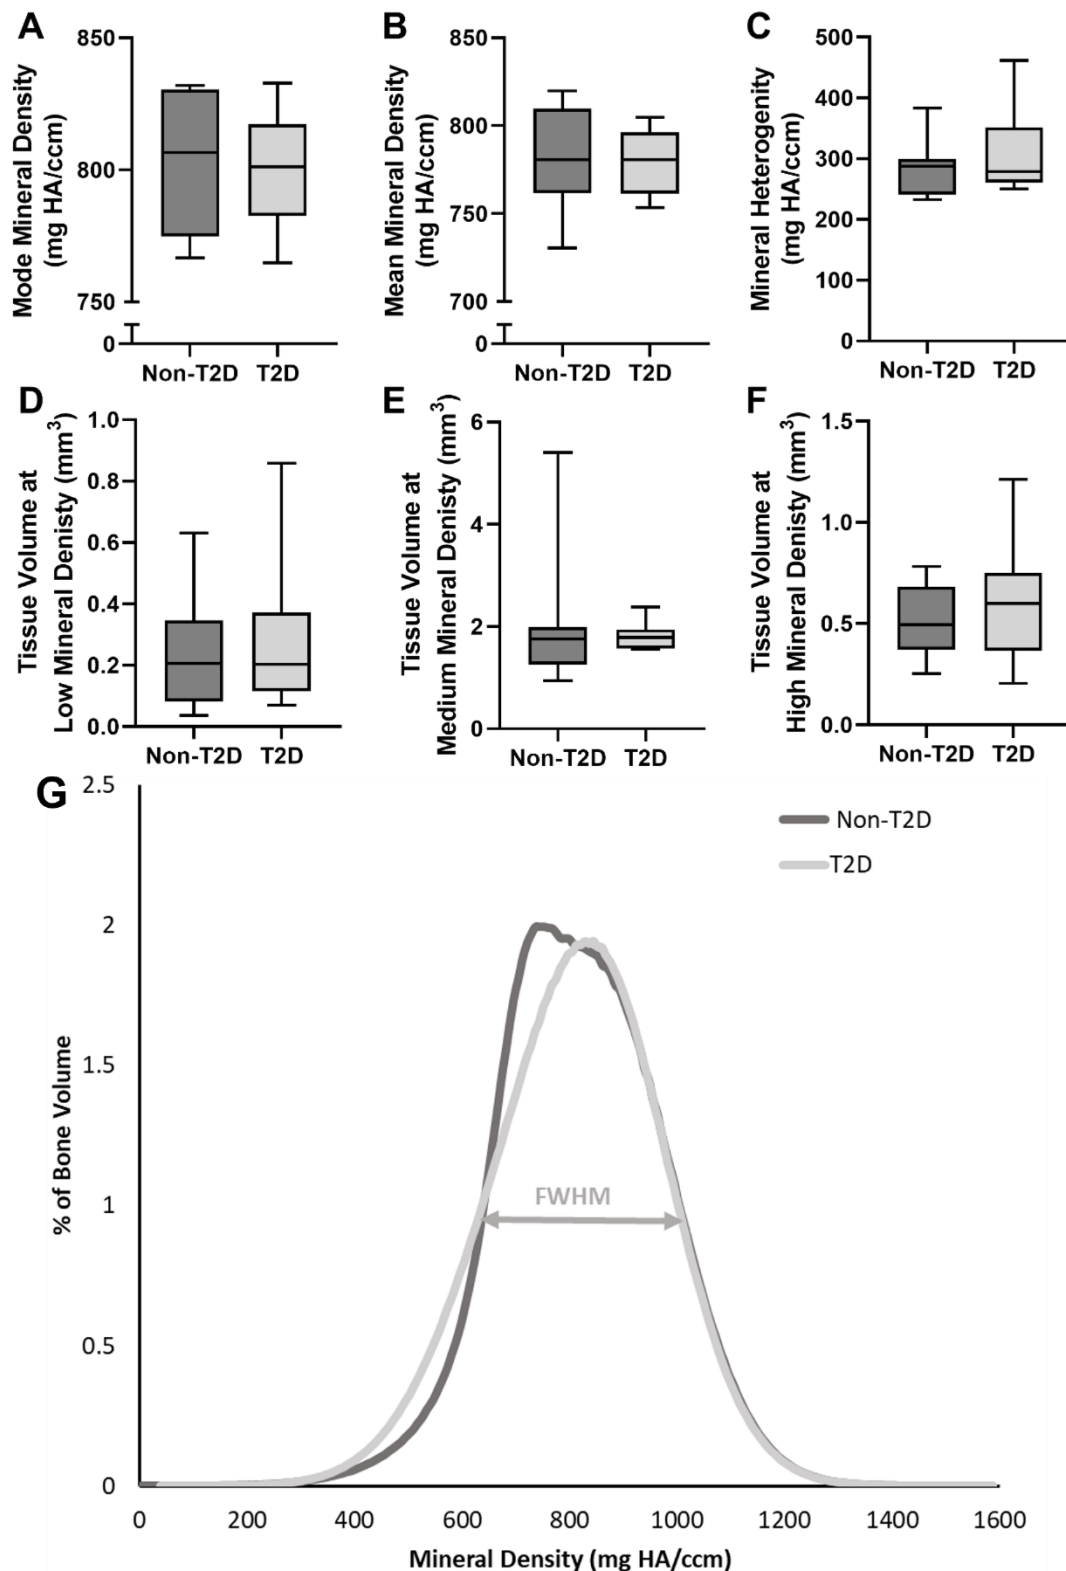 A
Mode Mineral Density
(mg HA/ccm)
850
800
750
0
Non-T2D
T2D
B
Mean Mineral Density
(mg HA/ccm)
850
800
750
700
0
Non-T2D
T2D
C
Mineral Heterogenity
(mg HA/ccm)
500
400
300
200
100
0
Non-T2D
T2D
D
Tissue Volume at
Low Mineral Denisty (mm³)
1.0
0.8
0.6
0.4
0.2
0.0
Non-T2D
T2D
E
Tissue Volume at
Medium Mineral Denisty (mm³)
6
4
2
0
Non-T2D
T2D
F
Tissue Volume at
High Mineral Denisty (mm³)
1.5
1.0
0.5
0.0
Non-T2D
T2D
G
% of Bone Volume
2.5
2
1.5
1
0.5
0
Non-T2D
T2D
FWHM
0
200
400
600
800
1000
1200
1400
1600
Mineral Density (mg HA/ccm)